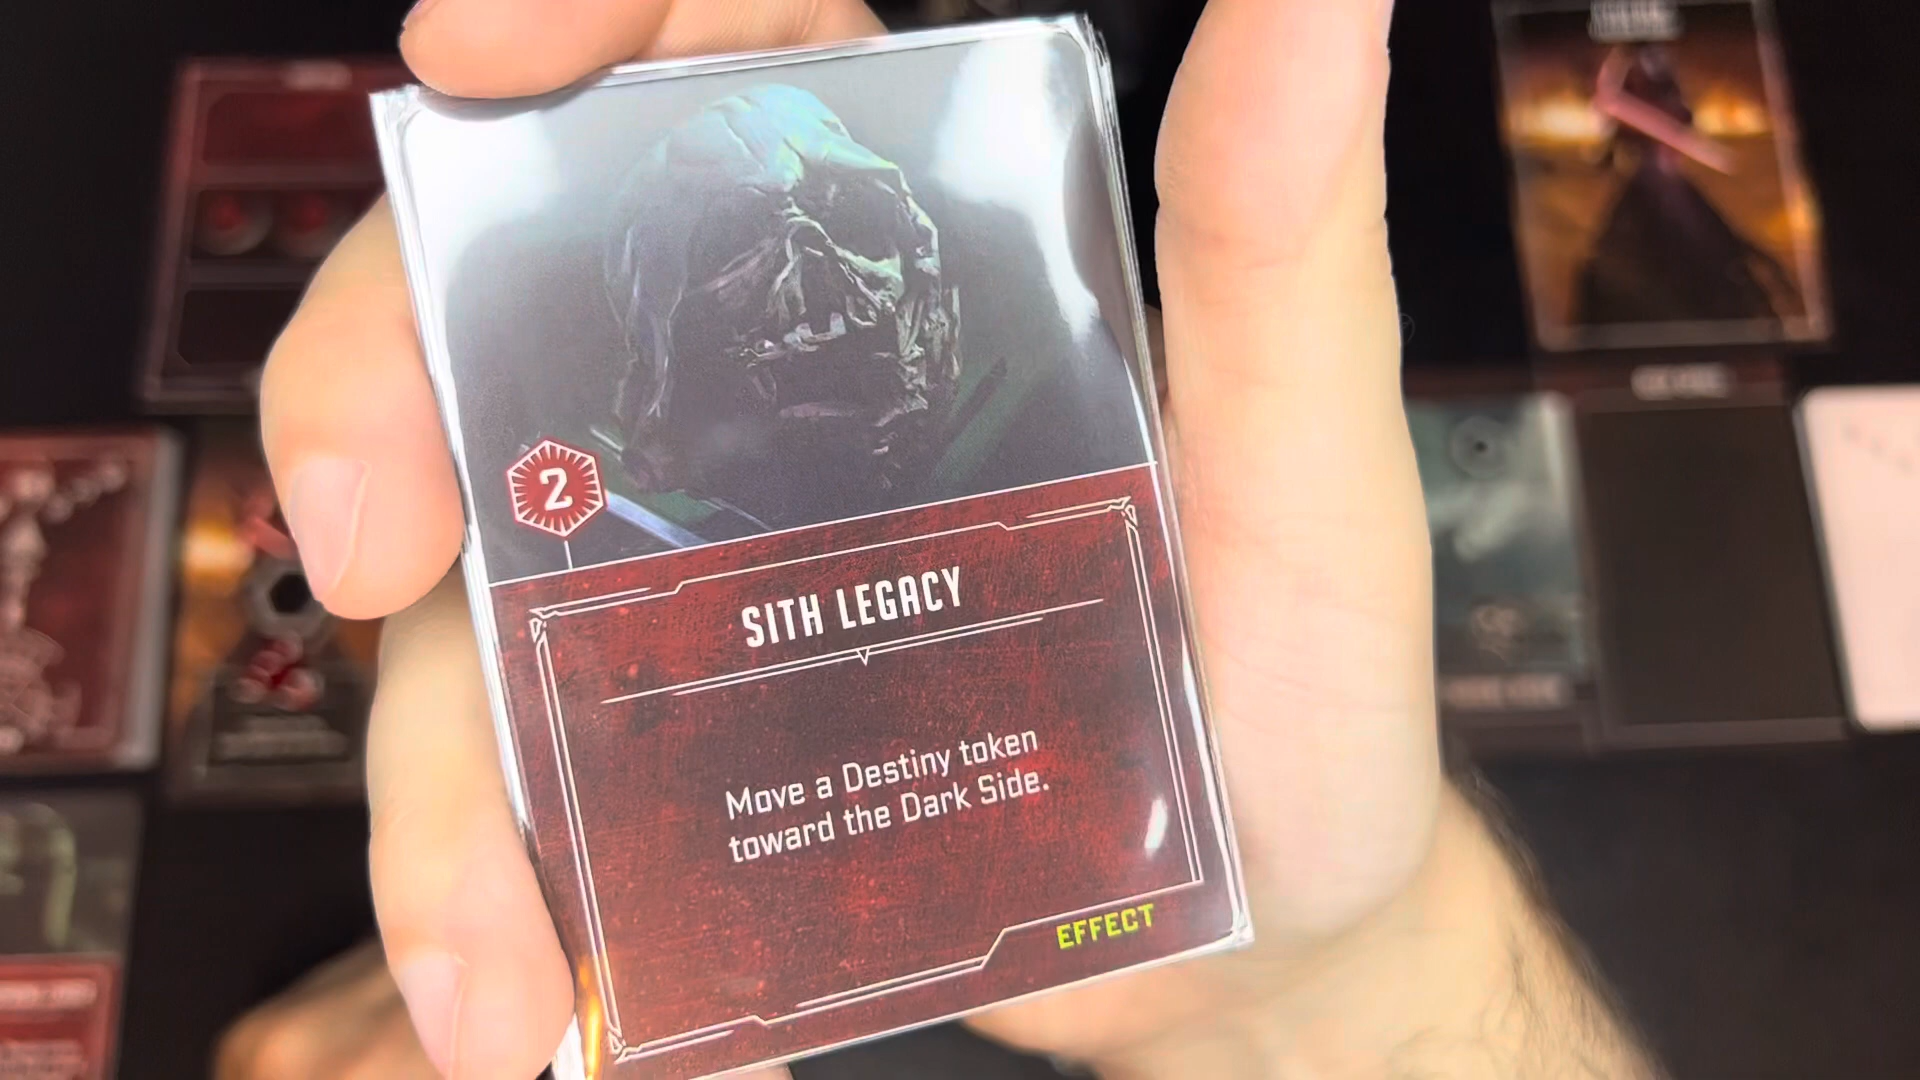 2
SITH LEGACY
Move a Destiny token
toward the Dark Side.
EFFECT